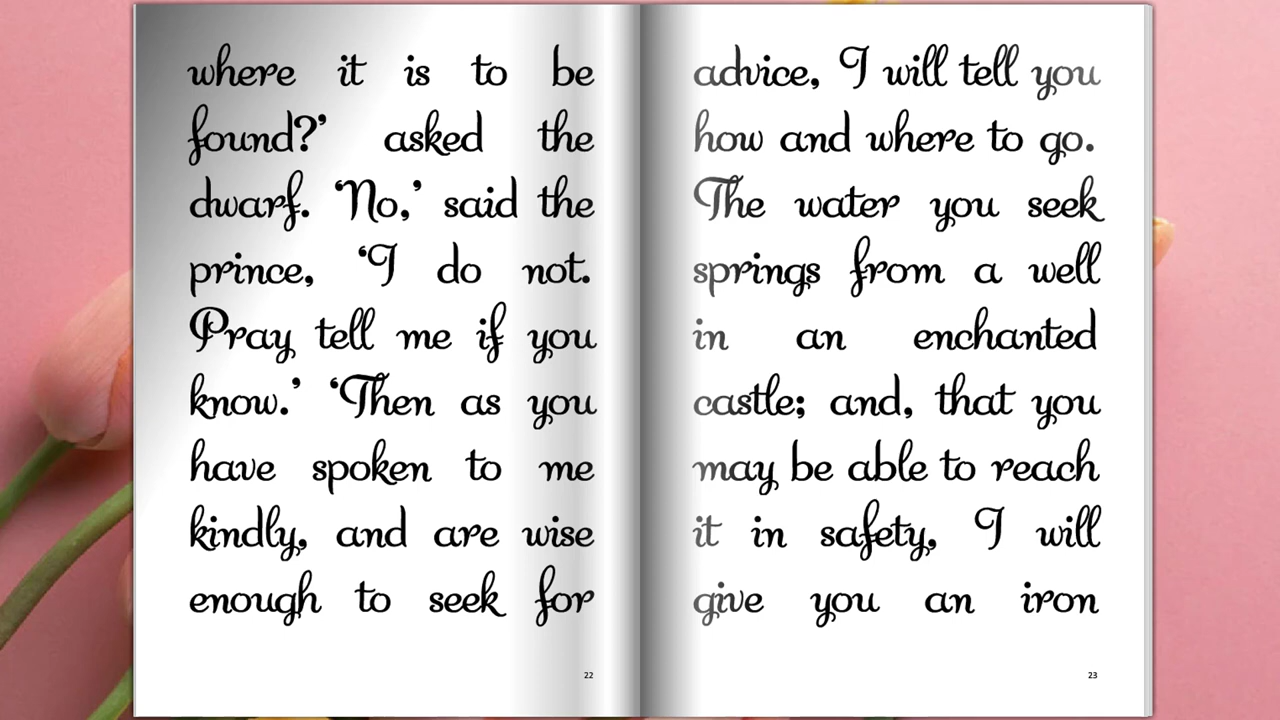 where it is to be
found?’ asked the
dwarf. ‘No,’ said the
prince, ‘I do not.
Pray tell me if you
know.’ ‘Then as you
have spoken to me
kindly, and are wise
enough to seek for
22
advice, I will tell you
how and where to go.
The water you seek
springs from a well
in an enchanted
castle; and, that you
may be able to reach
it in safety, I will
give you an iron
23